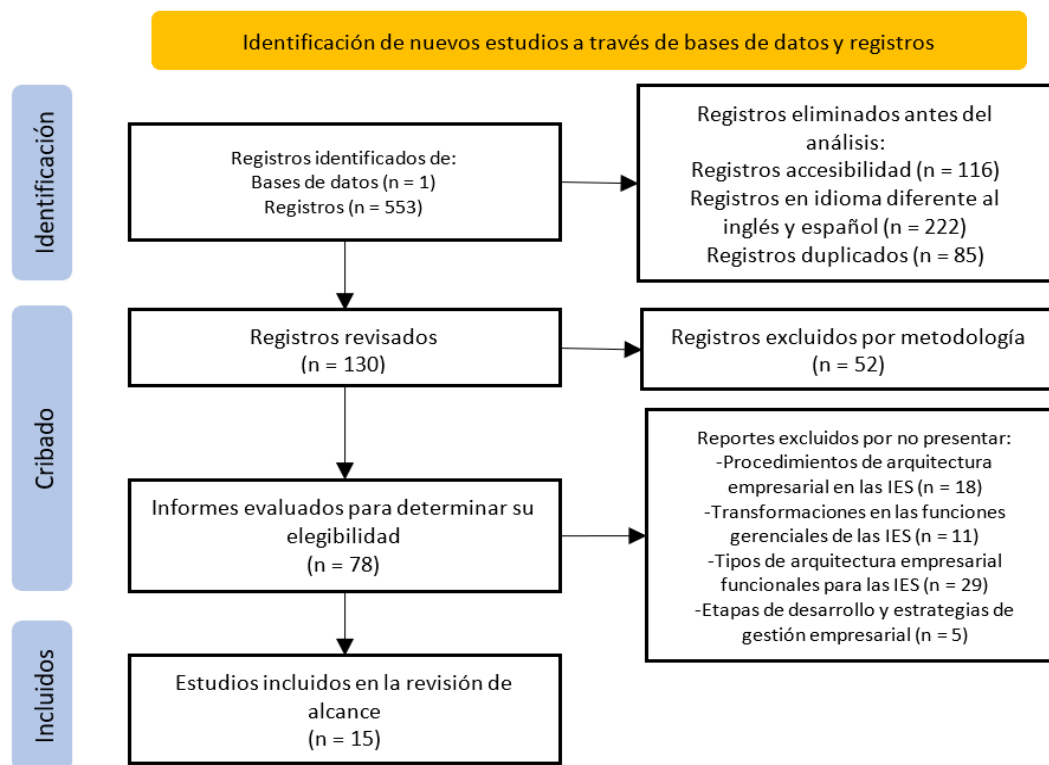 Identificación de nuevos estudios a través de bases de datos y registros
Identificación
Registros identificados de:
Bases de datos (n = 1)
Registros (n = 553)
Registros eliminados antes del
análisis:
Registros accesibilidad (n = 116)
Registros en idioma diferente al
inglés y español (n = 222)
Registros duplicados (n = 85)
Cribado
Registros revisados
(n = 130)
Registros excluidos por metodología
(n = 52)
Informes evaluados para determinar su
elegibilidad
(n = 78)
Reportes excluidos por no presentar:
-Procedimientos de arquitectura
empresarial en las IES (n = 18)
-Transformaciones en las funciones
gerenciales de las IES (n = 11)
-Tipos de arquitectura empresarial
funcionales para las IES (n = 29)
-Etapas de desarrollo y estrategias de
gestión empresarial (n = 5)
Incluidos
Estudios incluidos en la revisión de
alcance
(n = 15)